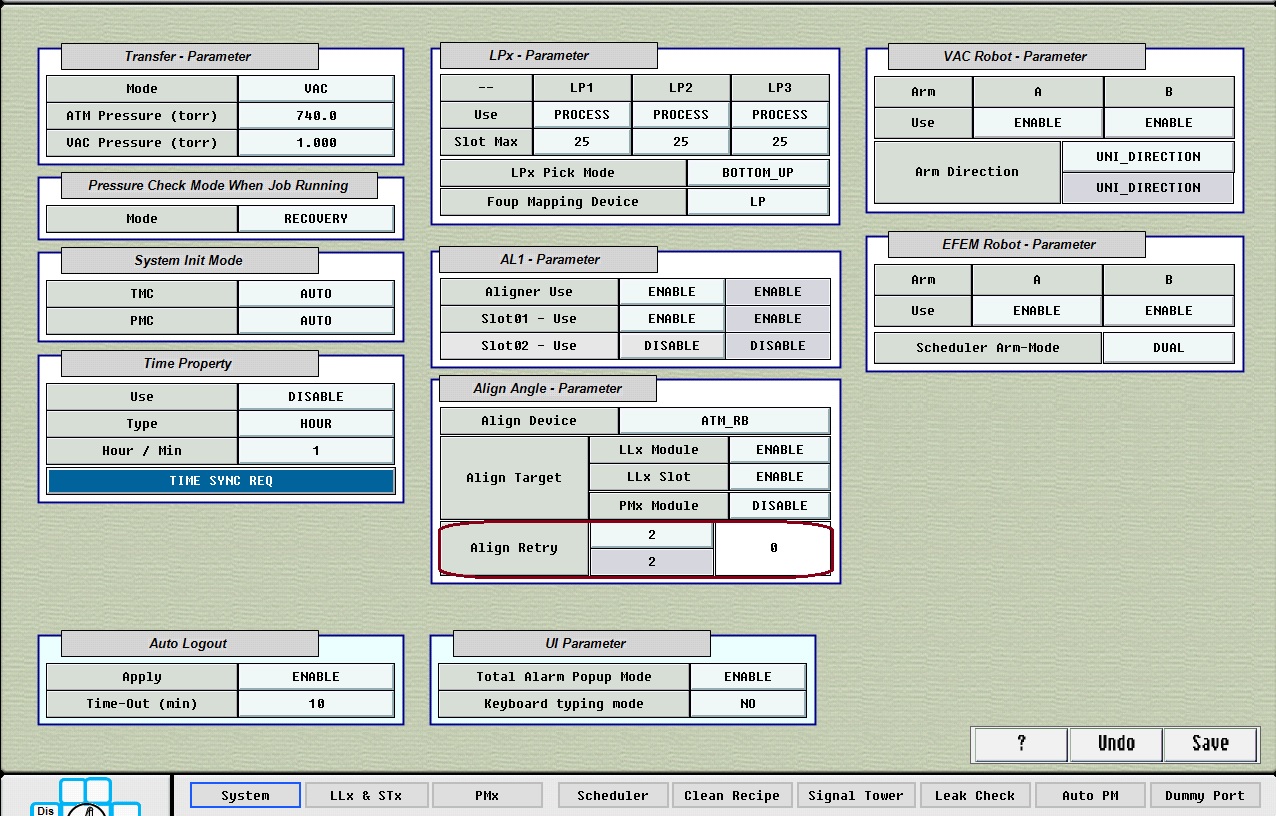 Transfer - Parameter
Mode VAC
ATM Pressure (torr) 740.0
VAC Pressure (torr) 1.000
Pressure Check Mode When Job Running
Mode RECOVERY
System Init Mode
TMC AUTO
PMC AUTO
Time Property
Use DISABLE
Type HOUR
Hour / Min 1
TIME SYNC REQ
LPx - Parameter
-- LP1 LP2 LP3
Use PROCESS PROCESS PROCESS
Slot Max 25 25 25
LPx Pick Mode BOTTOM_UP
Foup Mapping Device LP
AL1 - Parameter
Aligner Use ENABLE ENABLE
Slot01 - Use ENABLE ENABLE
Slot02 - Use DISABLE DISABLE
Align Angle - Parameter
Align Device ATM_RB
Align Target
LLx Module ENABLE
LLx Slot ENABLE
PMx Module DISABLE
Align Retry
2
2
0
VAC Robot - Parameter
Arm A B
Use ENABLE ENABLE
Arm Direction
UNI_DIRECTION
UNI_DIRECTION
EFEM Robot - Parameter
Arm A B
Use ENABLE ENABLE
Scheduler Arm-Mode DUAL
Auto Logout
Apply ENABLE
Time-Out (min) 10
UI Parameter
Total Alarm Popup Mode ENABLE
Keyboard typing mode NO
? Undo Save
Dis
System LLx & STx PMx Scheduler Clean Recipe Signal Tower Leak Check Auto PM Dummy Port